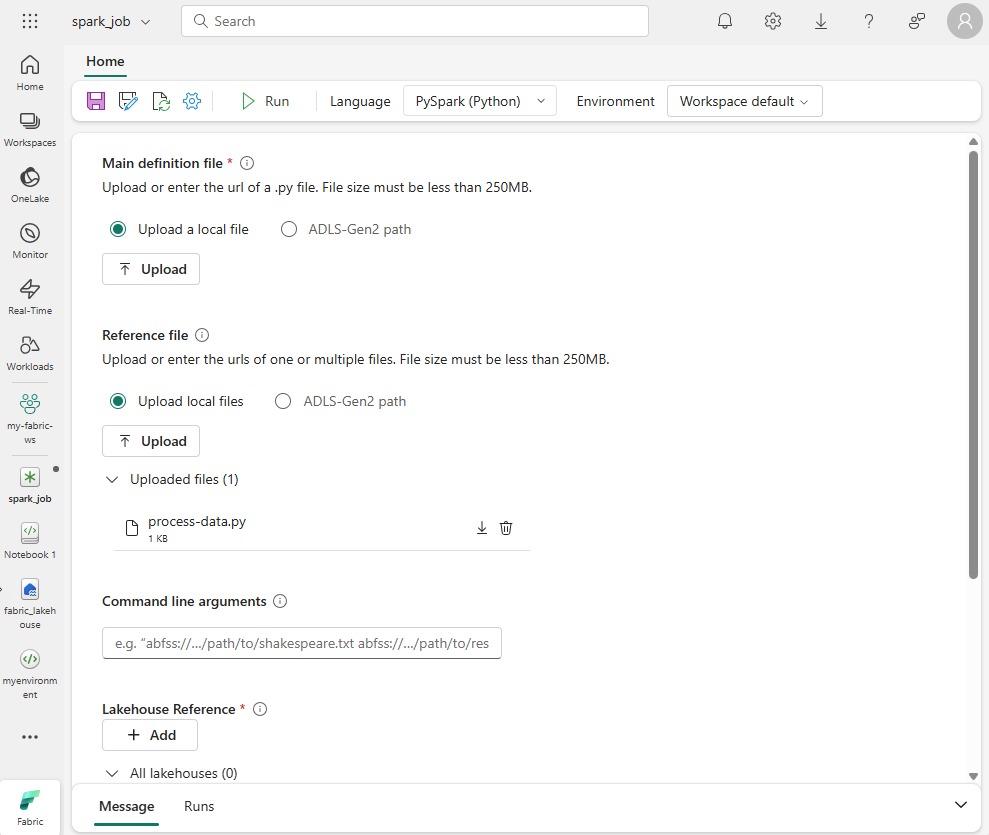 spark_job
Search
Home
Run
Language
PySpark (Python)
Environment
Workspace default
Home
Workspaces
OneLake
Monitor
Real-Time
Workloads
my-fabric-
ws
spark_job
Notebook 1
fabric_lakeh
ouse
myenvironm
ent
Fabric
Main definition file *
Upload or enter the url of a .py file. File size must be less than 250MB.
Upload a local file
ADLS-Gen2 path
Upload
Reference file
Upload or enter the urls of one or multiple files. File size must be less than 250MB.
Upload local files
ADLS-Gen2 path
Upload
Uploaded files (1)
process-data.py
1 KB
Command line arguments
e.g. “abfss://.../path/to/shakespeare.txt abfss://.../path/to/res
Lakehouse Reference *
Add
All lakehouses (0)
Message
Runs